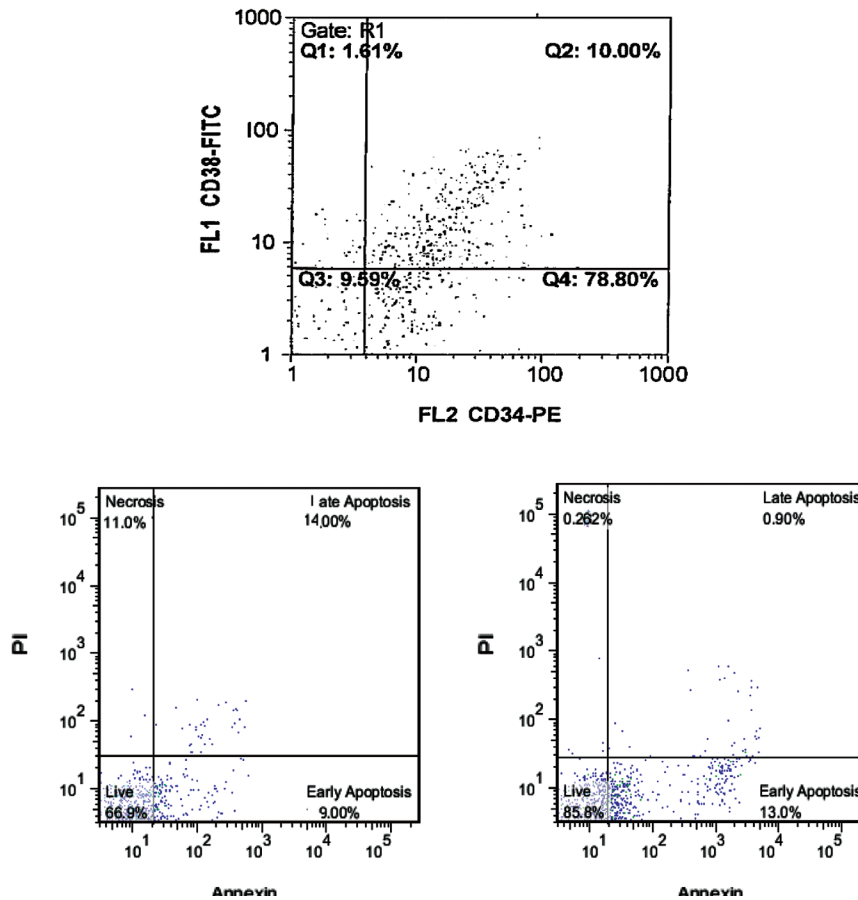 1000
Gate: R1
Q1: 1.61%
Q2: 10.00%
100
10
Q3: 9.59%
Q4: 78.80%
1
1 10 100 1000
FL1 CD38-FITC
FL2 CD34-PE
Necrosis
11.0%
Late Apoptosis
14.00%
10^5
10^4
10^3
10^2
10^1
PI
Live
66.9%
Early Apoptosis
9.00%
10^1 10^2 10^3 10^4 10^5
Annexin
Necrosis
0.262%
Late Apoptosis
0.90%
10^5
10^4
10^3
10^2
10^1
PI
Live
85.8%
Early Apoptosis
13.0%
10^1 10^2 10^3 10^4 10^5
Annexin